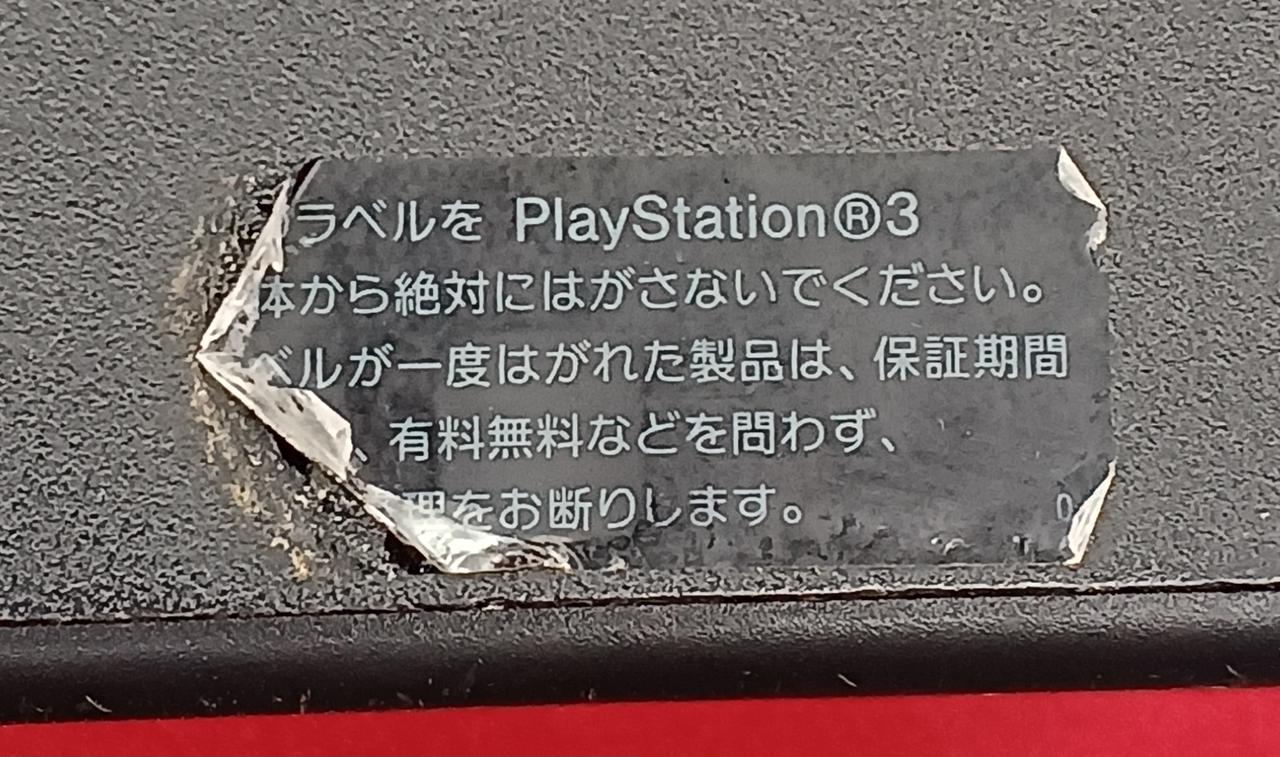 ラベルを PlayStation®3
体から絶対にはがさないでください。
ベルが一度はがれた製品は、保証期間
、有料無料などを問わず、
理をお断りします。